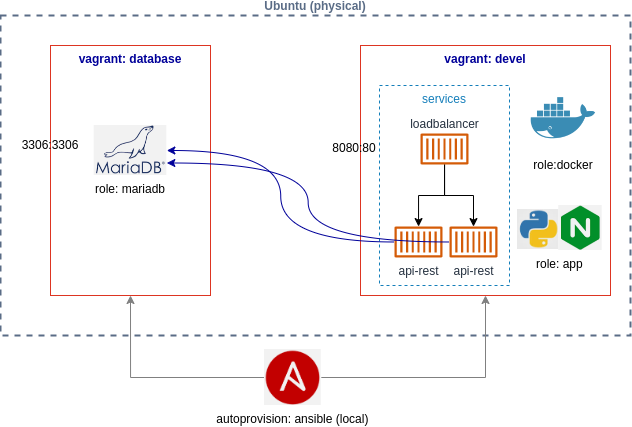 Ubuntu (physical)
vagrant: database
vagrant: devel
services
loadbalancer
3306:3306
8080:80
MariaDB
role: mariadb
role:docker
api-rest
api-rest
role: app
autoprovision: ansible (local)